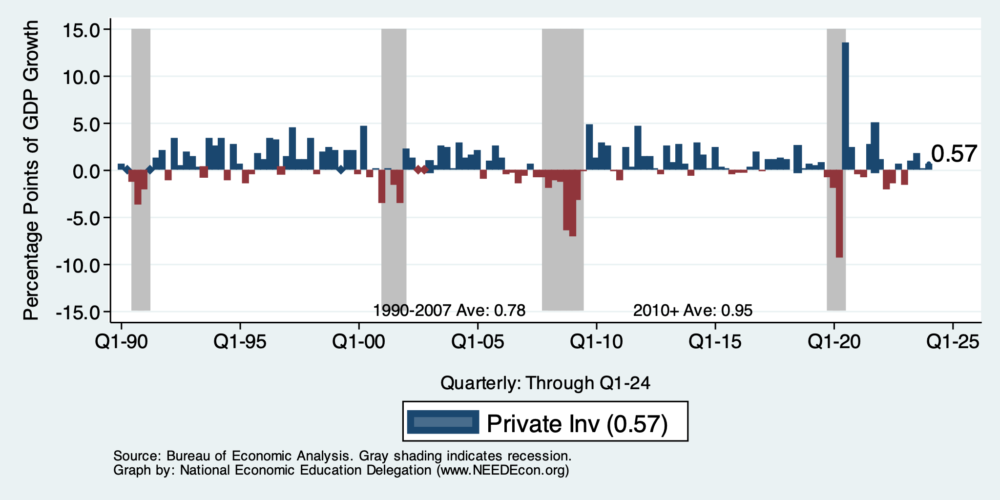 Percentage Points of GDP Growth
15.0
10.0
5.0
0.0
-5.0
-10.0
-15.0
0.57
1990-2007 Ave: 0.78
2010+ Ave: 0.95
Q1-90
Q1-95
Q1-00
Q1-05
Q1-10
Q1-15
Q1-20
Q1-25
Quarterly: Through Q1-24
Private Inv (0.57)
Source: Bureau of Economic Analysis. Gray shading indicates recession.
Graph by: National Economic Education Delegation (www.NEEDEcon.org)